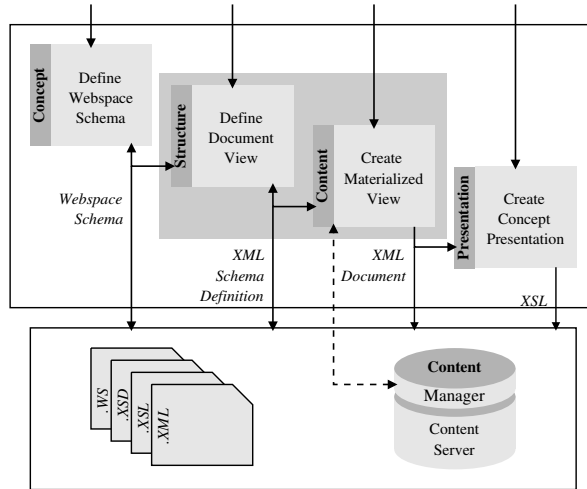 Concept
Define
Webspace
Schema
Structure
Define
Document
View
Content
Create
Materialized
View
Presentation
Create
Concept
Presentation
Webspace
Schema
XML
Schema
Definition
XML
Document
XSL
.WS
.XSD
.XSL
.XML
Content
Manager
Content
Server